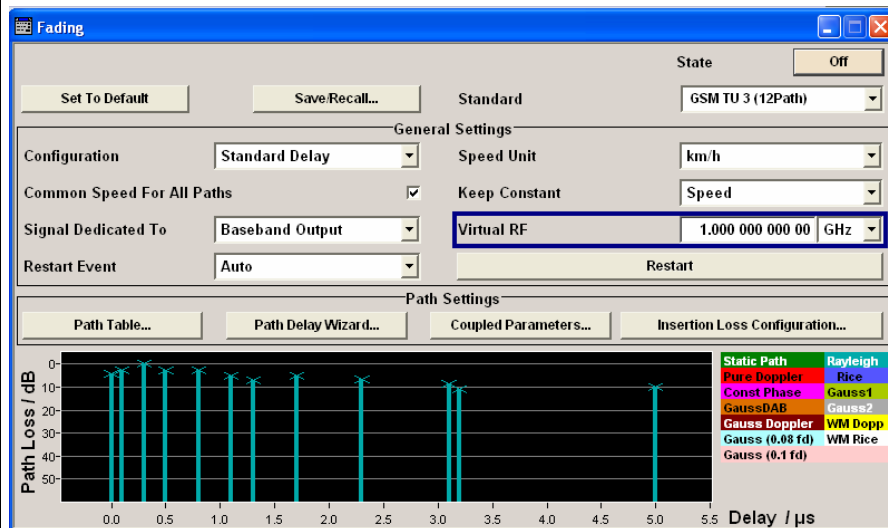 Fading
State Off
Set To Default Save/Recall... Standard GSM TU 3 (12Path)
General Settings
Configuration Standard Delay Speed Unit km/h
Common Speed For All Paths Keep Constant Speed
Signal Dedicated To Baseband Output Virtual RF 1.000 000 000 00 GHz
Restart Event Auto Restart
Path Settings
Path Table... Path Delay Wizard... Coupled Parameters... Insertion Loss Configuration...
Path Loss / dB
0
10
20
30
40
50
0.0 0.5 1.0 1.5 2.0 2.5 3.0 3.5 4.0 4.5 5.0 5.5 Delay / µs
Static Path Rayleigh
Pure Doppler Rice
Const Phase Gauss1
GaussDAB Gauss2
Gauss Doppler WM Dopp
Gauss (0.08 fd) WM Rice
Gauss (0.1 fd)